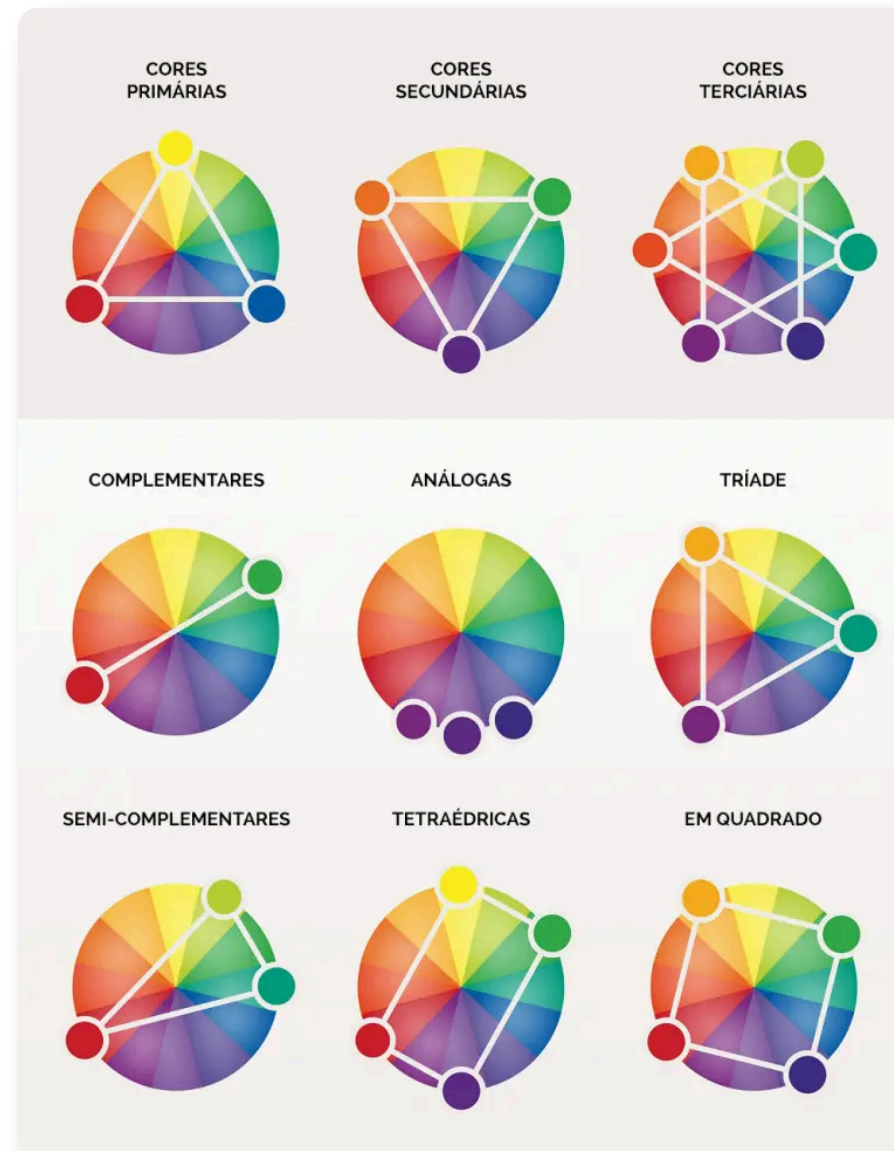 CORES
PRIMÁRIAS
CORES
SECUNDÁRIAS
CORES
TERCIÁRIAS
COMPLEMENTARES
ANÁLOGAS
TRÍADE
SEMI-COMPLEMENTARES
TETRAÉDRICAS
EM QUADRADO